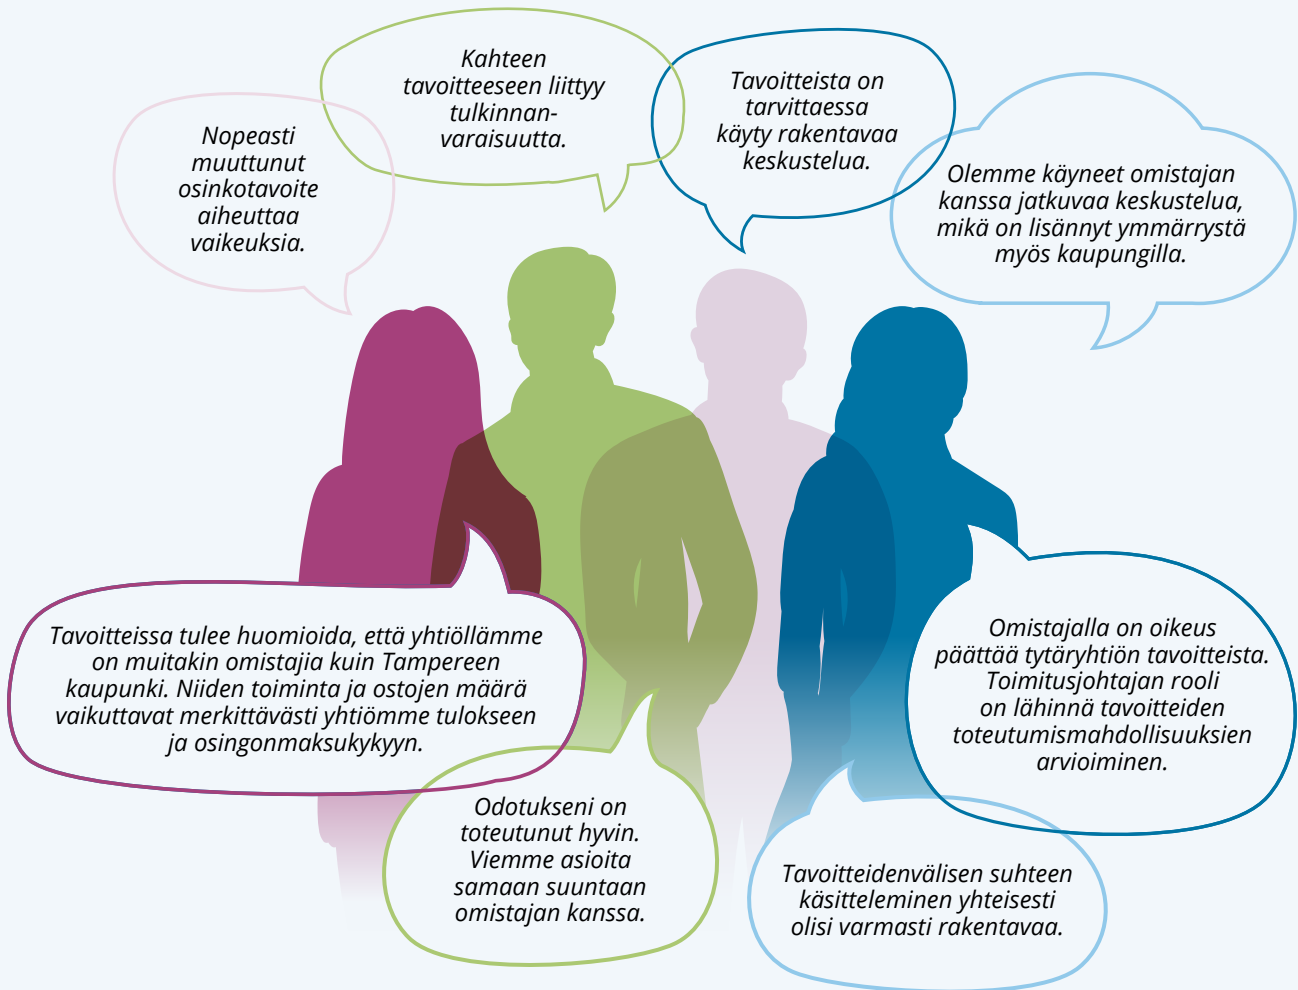 Kahteen
tavoitteeseen liittyy
tulkinnan-
varaisuutta.
Tavoitteista on
tarvittaessa
käyty rakentavaa
keskustelua.
Nopeasti
muuttunut
osinkotavoite
aiheuttaa
vaikeuksia.
Olemme käyneet omistajan
kanssa jatkuvaa keskustelua,
mikä on lisännyt ymmärrystä
myös kaupungilla.
Tavoitteissa tulee huomioida, että yhtiöllämme
on muitakin omistajia kuin Tampereen
kaupunki. Niiden toiminta ja ostojen määrä
vaikuttavat merkittävästi yhtiömme tulokseen
ja osingonmaksukykyyn.
Omistajalla on oikeus
päättää tytäryhtiön tavoitteista.
Toimitusjohtajan rooli
on lähinnä tavoitteiden
toteutumismahdollisuuksien
arvioiminen.
Odotukseni on
toteutunut hyvin.
Viemme asioita
samaan suuntaan
omistajan kanssa.
Tavoitteidenvälisen suhteen
käsitteleminen yhteisesti
olisi varmasti rakentavaa.